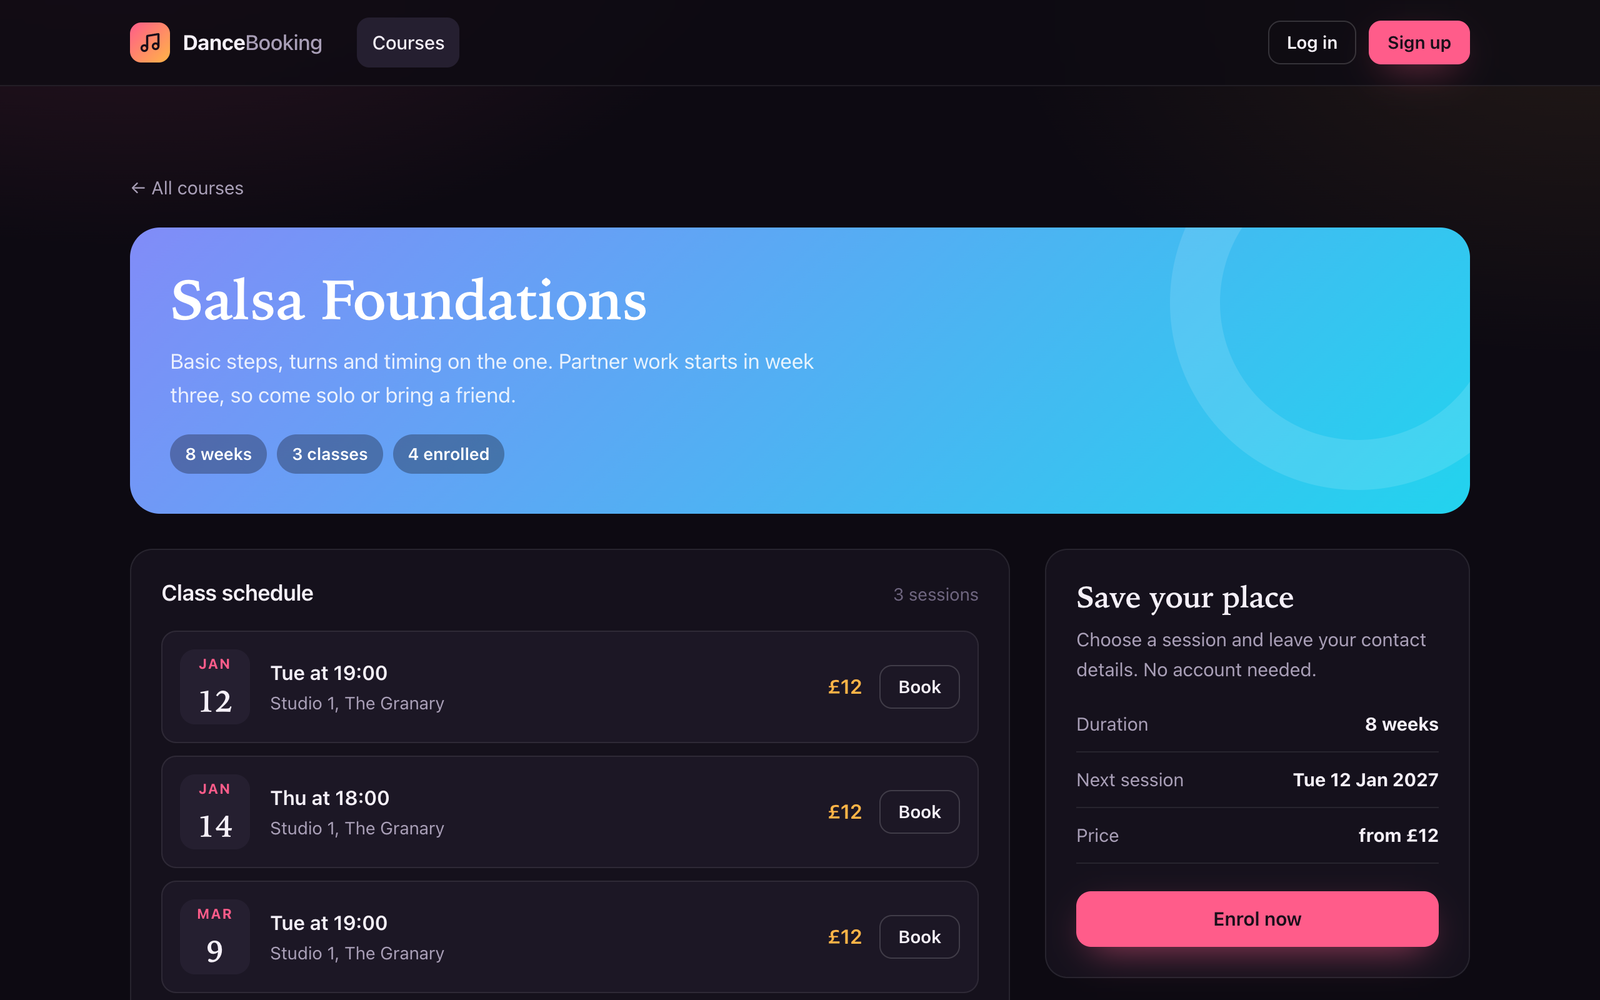 DanceBooking
Courses
Log in
Sign up
← All courses
Salsa Foundations
Basic steps, turns and timing on the one. Partner work starts in week
three, so come solo or bring a friend.
8 weeks
3 classes
4 enrolled
Class schedule
3 sessions
JAN
12
Tue at 19:00
Studio 1, The Granary
£12
Book
JAN
14
Thu at 18:00
Studio 1, The Granary
£12
Book
MAR
9
Tue at 19:00
Studio 1, The Granary
£12
Book
Save your place
Choose a session and leave your contact
details. No account needed.
Duration
8 weeks
Next session
Tue 12 Jan 2027
Price
from £12
Enrol now